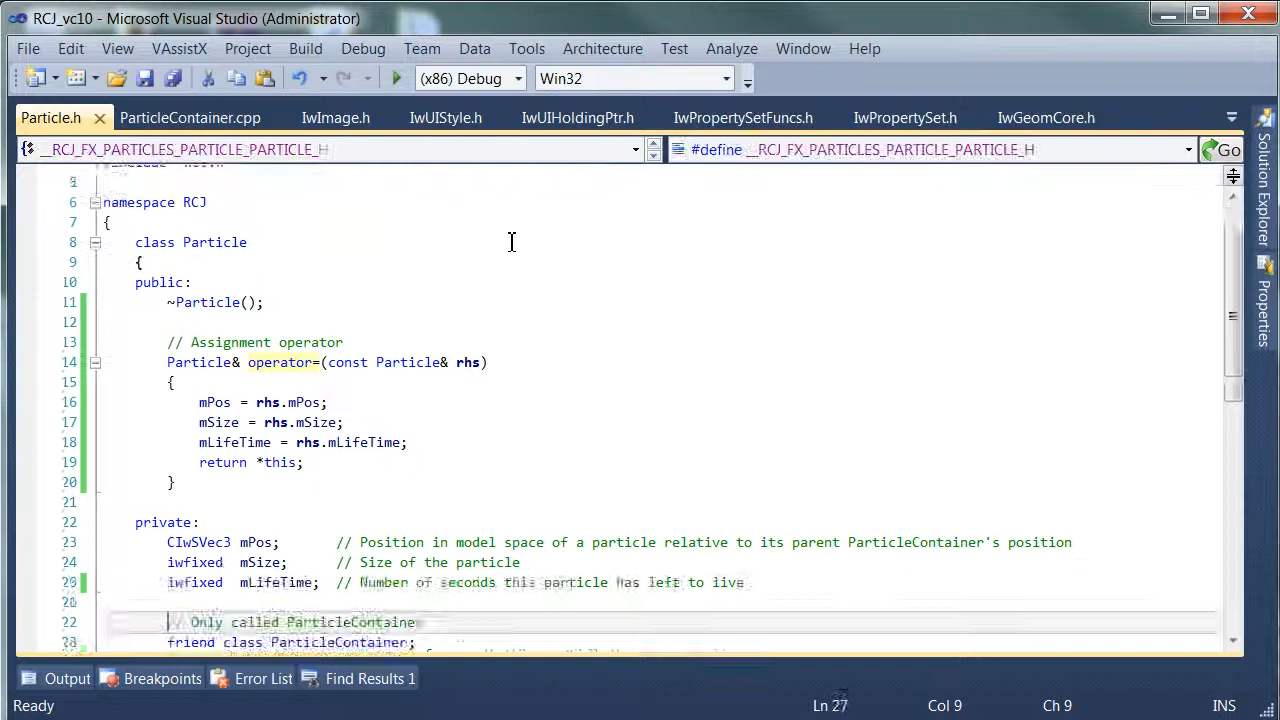 RCJ_vc10 - Microsoft Visual Studio (Administrator)
File Edit View VAssistX Project Build Debug Team Data Tools Architecture Test Analyze Window Help
(x86) Debug Win32
Particle.h ParticleContainer.cpp IwImage.h IwUIStyle.h IwUIHoldingPtr.h IwPropertySetFuncs.h IwPropertySet.h IwGeomCore.h
__RCJ_FX_PARTICLES_PARTICLE_PARTICLE_H #define __RCJ_FX_PARTICLES_PARTICLE_PARTICLE_H Go
6 namespace RCJ
7 {
8 class Particle
9 {
10 public:
11 ~Particle();
12
13 // Assignment operator
14 Particle& operator=(const Particle& rhs)
15 {
16 mPos = rhs.mPos;
17 mSize = rhs.mSize;
18 mLifeTime = rhs.mLifeTime;
19 return *this;
20 }
21
22 private:
23 CIwSVec3 mPos; // Position in model space of a particle relative to its parent ParticleContainer's position
24 iwfixed mSize; // Size of the particle
iwfixed mLifeTime; // Number of seconds this particle has left to live
Only called ParticleContaine
friend class ParticleContainer;
Solution Explorer
Properties
Output Breakpoints Error List Find Results 1
Ready Ln 27 Col 9 Ch 9 INS